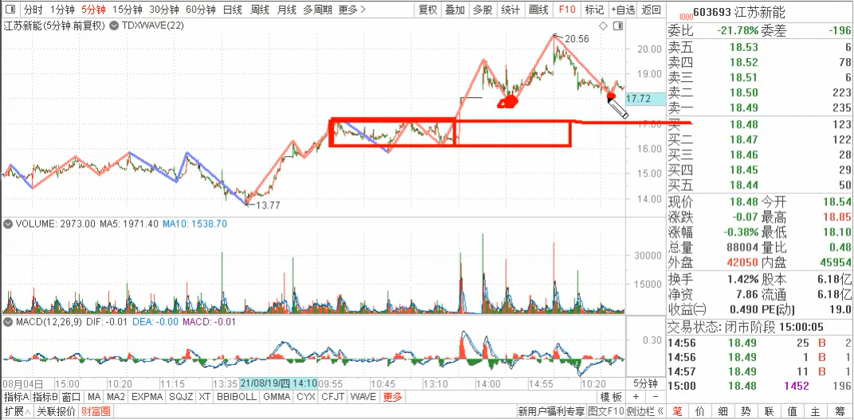 分时 1分钟 5分钟 15分钟 30分钟 60分钟 日线 周线 月线 多周期 更多 复权 叠加 多股 统计 画线 F10 标记 +自选 返回
603693 江苏新能
江苏新能(5分钟.前复权) TDXWAVE(22)
委比 -21.78% 委差 -196
卖五 18.53 6
卖四 18.52 78
卖三 18.51 6
卖二 18.50 223
卖一 18.49 235
买一 18.48 123
买二 18.47 122
买三 18.46 28
买四 18.45 29
买五 18.44 50
现价 18.48 今开 18.54
涨跌 -0.07 最高 18.85
涨幅 -0.38% 最低 18.10
总量 88004 量比 0.48
外盘 42050 内盘 45954
换手 1.42% 股本 6.18亿
净资 7.86 流通 6.18亿
收益㈠ 0.490 PE(动) 19.0
交易状态: 闭市阶段 15:00:05
14:56 18.49 25 B 2
14:56 18.49 1 B 1
14:57 18.49 11 B 2
15:00 18.48 1452 196
笔 价 细 势 联 值 主 筹
20.56
20.00
19.00
17.72
17.00
16.00
15.00
14.00
13.77
VOLUME: 2973.00 MA5: 1971.40 MA10: 1538.70
30000
15000
MACD(12,26,9) DIF: -0.01 DEA: -0.00 MACD: -0.01
0.30
08月04日 15:00 10:20 11:15 13:35 21/08/19/四 14:10 09:55 10:45 13:10 14:00 14:55 10:20 5分钟
指标A 指标B 窗口 MA MA2 EXPMA SQJZ XT BBIBOLL GMMA CYX CFJT WAVE 更多 模板 + -
扩展∧ 关联报价 财富圈 新用户福利专享 图文F10 侧边栏